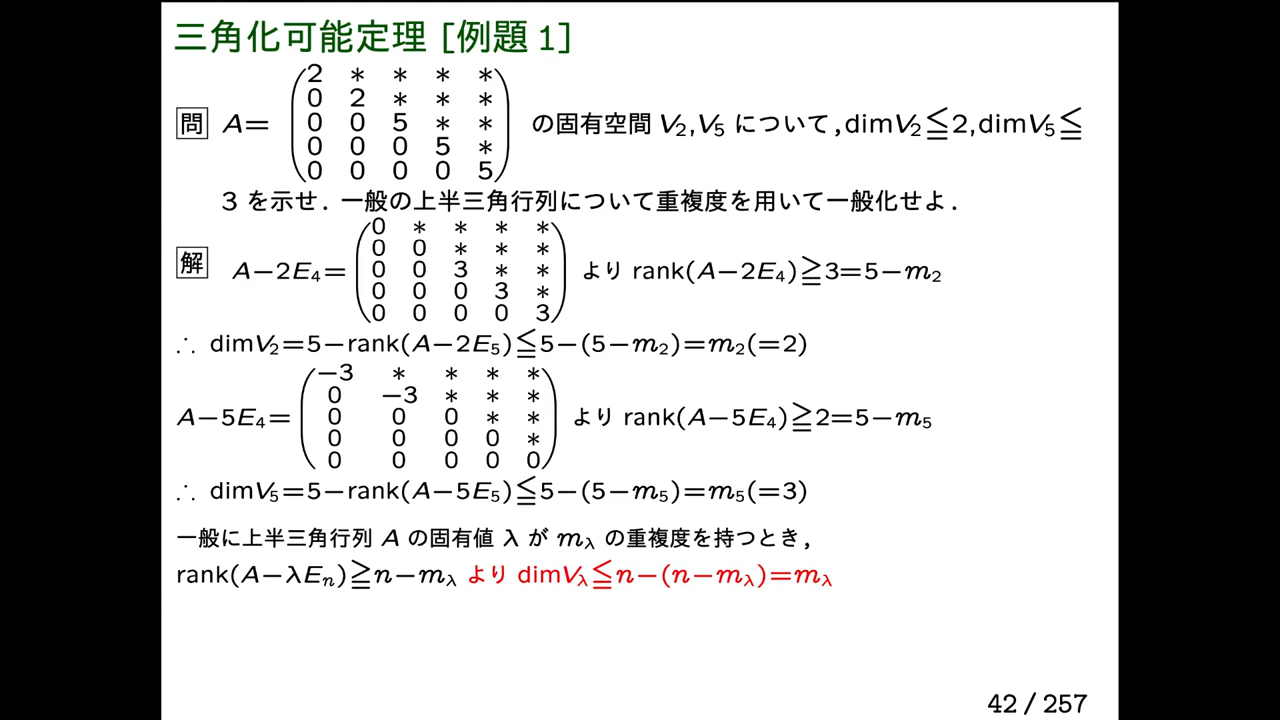 三角化可能定理 [例題 1]
2 * * * *
0 2 * * *
問 A= 0 0 5 * * の固有空間 V₂,V₅ について,dimV₂≦2,dimV₅≦
0 0 0 5 *
0 0 0 0 5
3 を示せ. 一般の上半三角行列について重複度を用いて一般化せよ.
0 * * * *
0 0 * * *
解 A−2E₄= 0 0 3 * * より rank(A−2E₄)≧3=5−m₂
0 0 0 3 *
0 0 0 0 3
∴ dimV₂=5−rank(A−2E₅)≦5−(5−m₂)=m₂(=2)
−3 * * * *
0 −3 * * *
A−5E₄= 0 0 0 * * より rank(A−5E₄)≧2=5−m₅
0 0 0 0 *
0 0 0 0 0
∴ dimV₅=5−rank(A−5E₅)≦5−(5−m₅)=m₅(=3)
一般に上半三角行列 A の固有値 λ が m_λ の重複度を持つとき,
rank(A−λE_n)≧n−m_λ より dimV_λ≦n−(n−m_λ)=m_λ
42 / 257